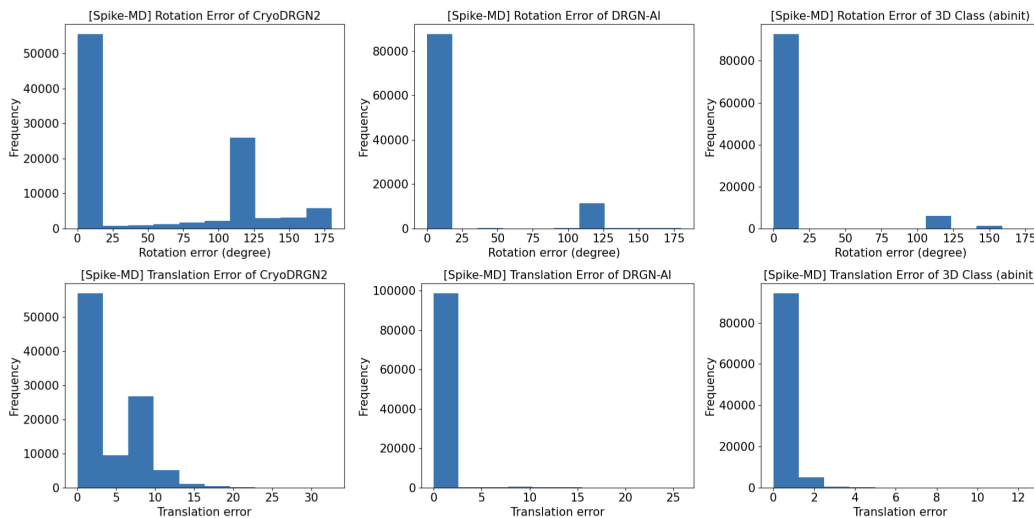 [Spike-MD] Rotation Error of CryoDRGN2
Frequency
50000
40000
30000
20000
10000
0
0 25 50 75 100 125 150 175
Rotation error (degree)
[Spike-MD] Rotation Error of DRGN-AI
Frequency
80000
60000
40000
20000
0
0 25 50 75 100 125 150 175
Rotation error (degree)
[Spike-MD] Rotation Error of 3D Class (abinit)
Frequency
80000
60000
40000
20000
0
0 25 50 75 100 125 150 175
Rotation error (degree)
[Spike-MD] Translation Error of CryoDRGN2
Frequency
50000
40000
30000
20000
10000
0
0 5 10 15 20 25 30
Translation error
[Spike-MD] Translation Error of DRGN-AI
Frequency
100000
80000
60000
40000
20000
0
0 5 10 15 20 25
Translation error
[Spike-MD] Translation Error of 3D Class (abinit)
Frequency
80000
60000
40000
20000
0
0 2 4 6 8 10 12
Translation error